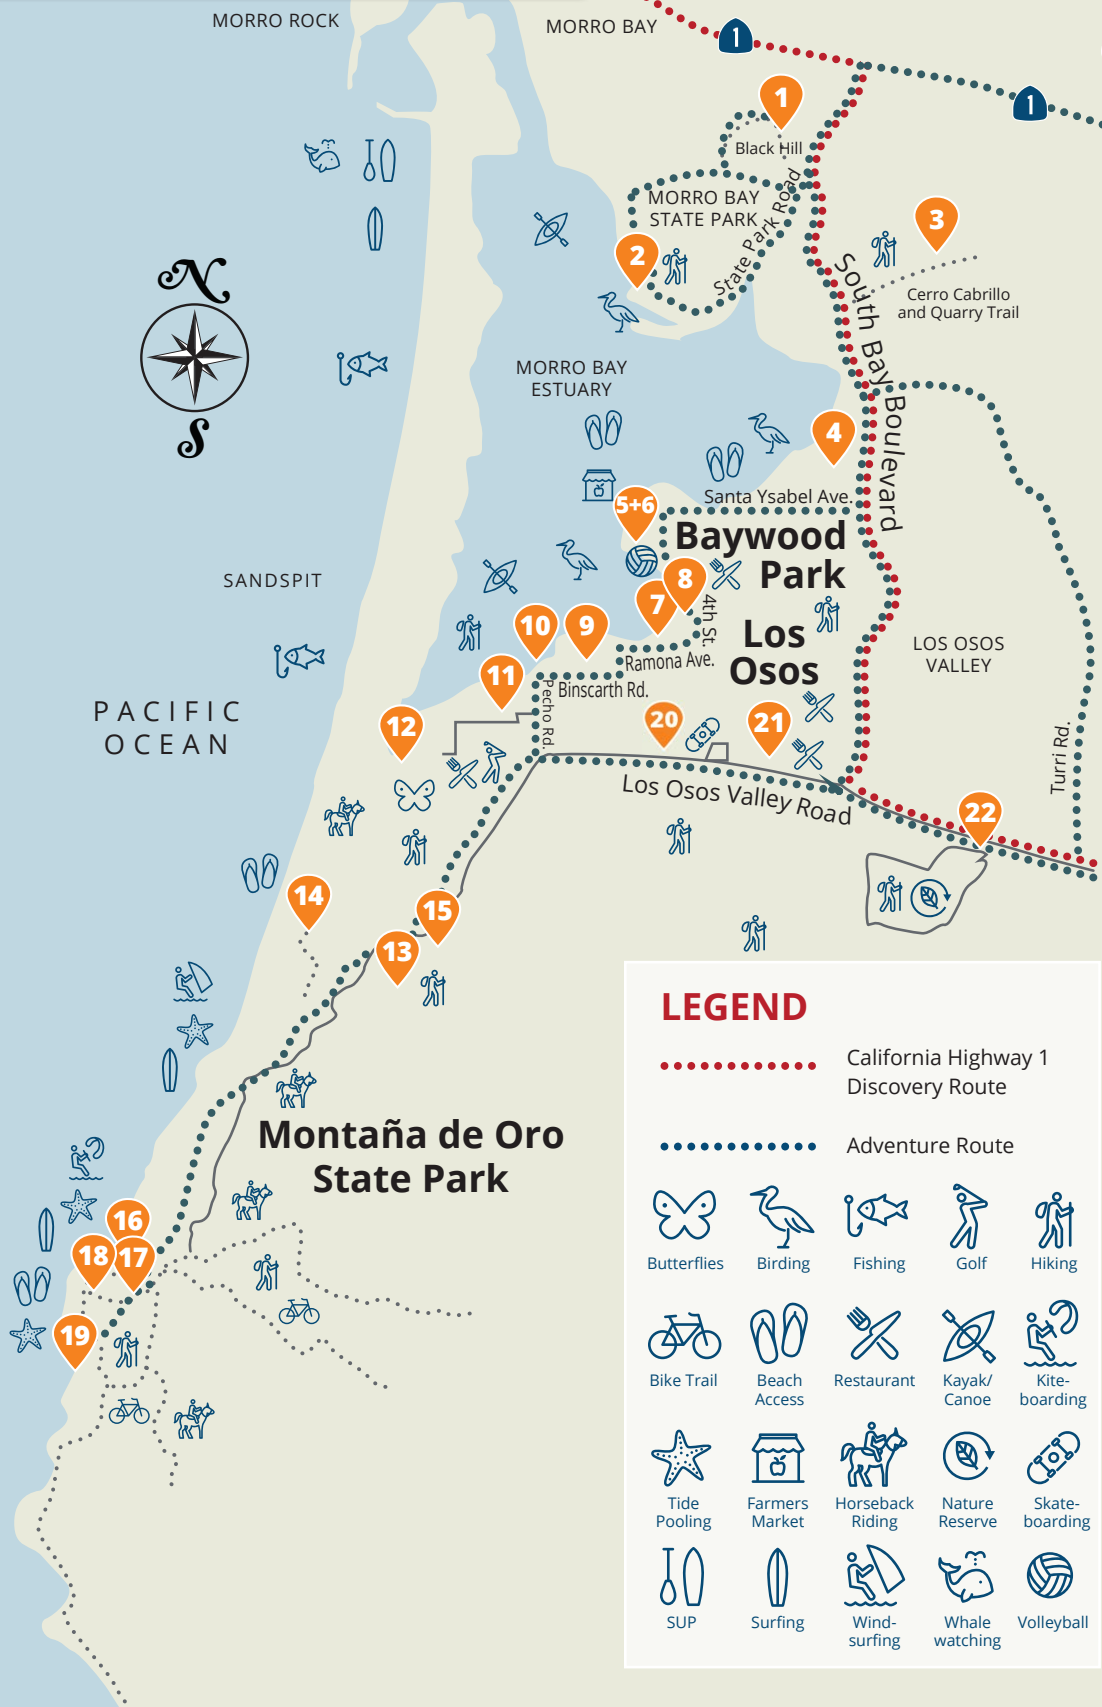 MORRO ROCK
MORRO BAY
1
1
1
Black Hill
MORRO BAY
STATE PARK
State Park Road
2
3
Cerro Cabrillo
and Quarry Trail
South Bay Boulevard
N
S
MORRO BAY
ESTUARY
4
Santa Ysabel Ave.
5+6
Baywood
Park
SANDSPIT
8
7
4th St.
10
9
Los
Osos
LOS OSOS
VALLEY
Ramona Ave.
11
Binscarth Rd.
Pecho Rd.
PACIFIC
OCEAN
12
20
21
Turri Rd.
Los Osos Valley Road
22
14
15
13
Montaña de Oro
State Park
16
18
17
19
LEGEND
California Highway 1
Discovery Route
Adventure Route
Butterflies
Birding
Fishing
Golf
Hiking
Bike Trail
Beach
Access
Restaurant
Kayak/
Canoe
Kite-
boarding
Tide
Pooling
Farmers
Market
Horseback
Riding
Nature
Reserve
Skate-
boarding
SUP
Surfing
Wind-
surfing
Whale
watching
Volleyball